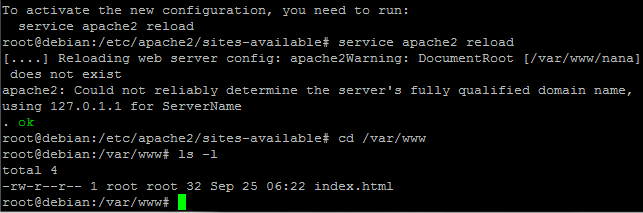 To activate the new configuration, you need to run:
  service apache2 reload
root@debian:/etc/apache2/sites-available# service apache2 reload
[....] Reloading web server config: apache2Warning: DocumentRoot [/var/www/nana]
 does not exist
apache2: Could not reliably determine the server's fully qualified domain name,
using 127.0.1.1 for ServerName
. ok
root@debian:/etc/apache2/sites-available# cd /var/www
root@debian:/var/www# ls -l
total 4
-rw-r--r-- 1 root root 32 Sep 25 06:22 index.html
root@debian:/var/www#